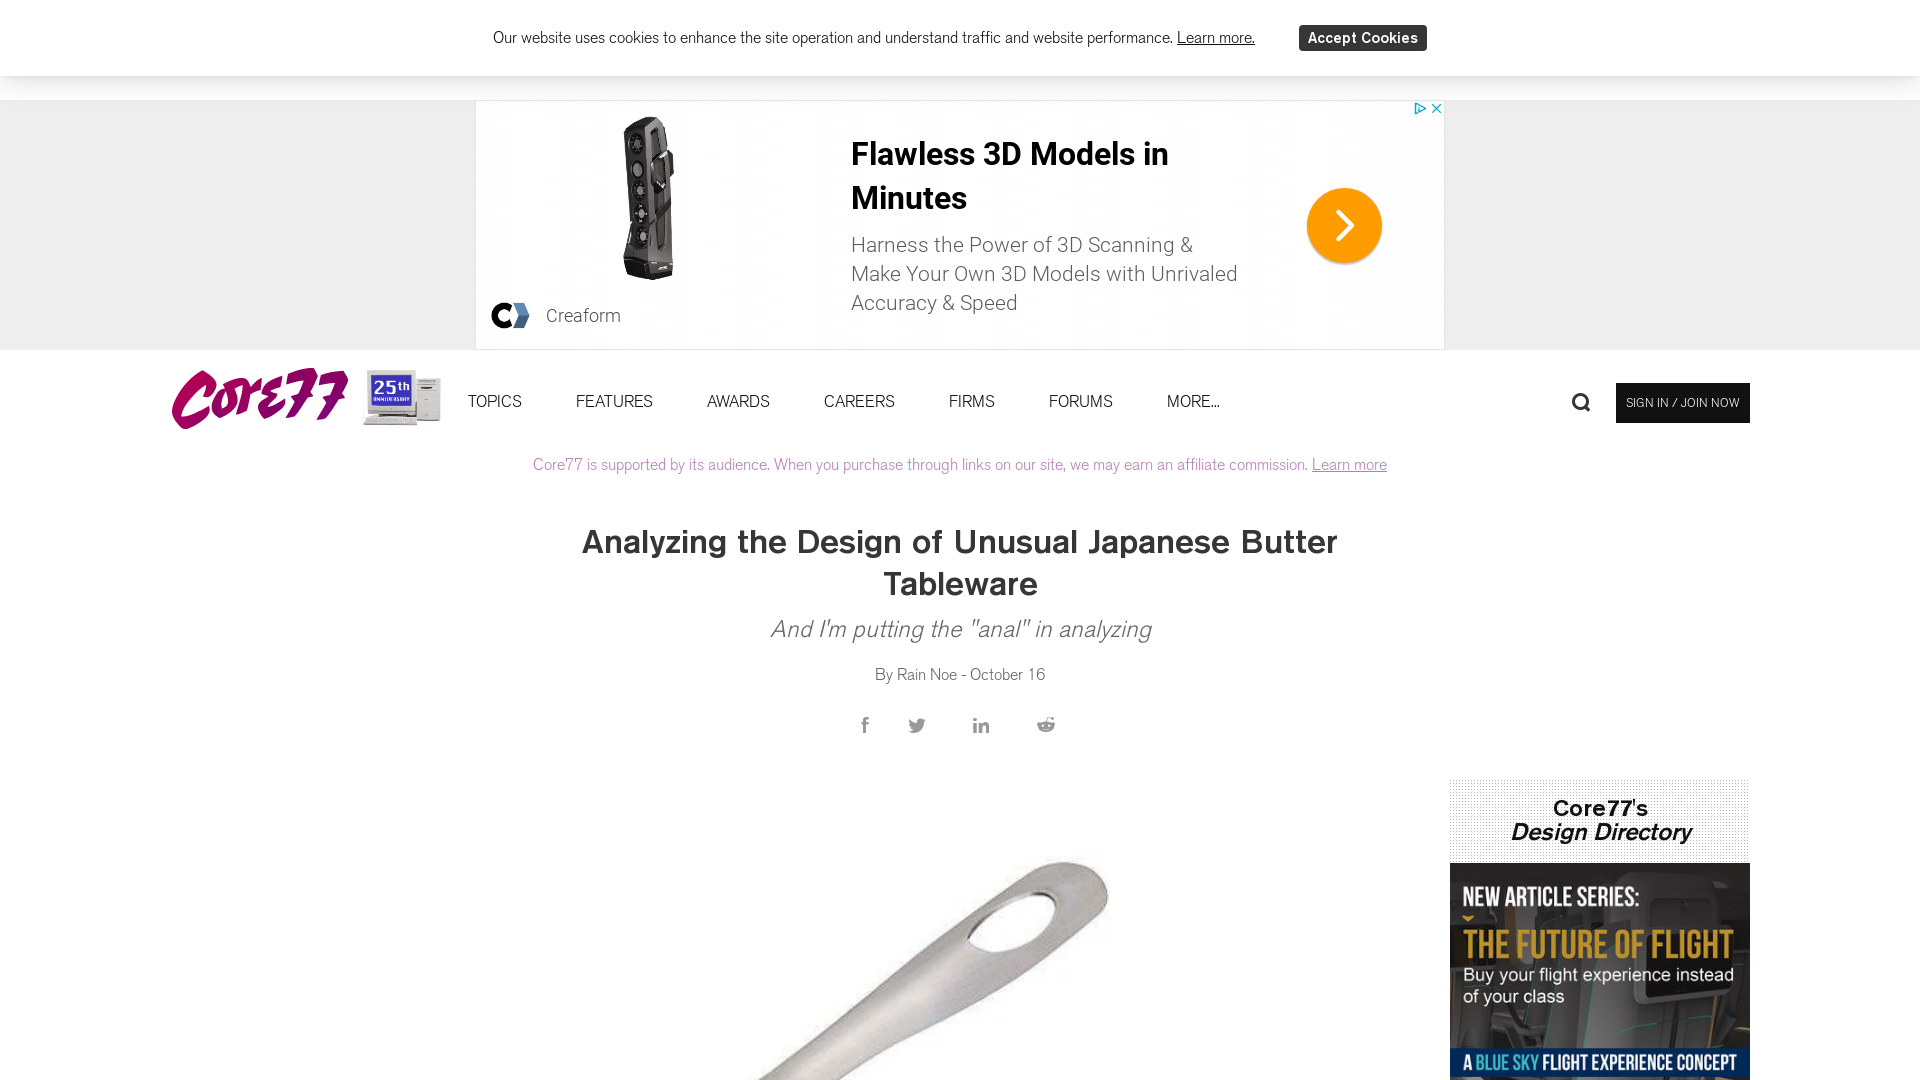 Our website uses cookies to enhance the site operation and understand traffic and website performance. Learn more.
Accept Cookies
Flawless 3D Models in
Minutes
Harness the Power of 3D Scanning &
Make Your Own 3D Models with Unrivaled
Accuracy & Speed
Creaform
Core77
25th
ANNIVERSARY
TOPICS
FEATURES
AWARDS
CAREERS
FIRMS
FORUMS
MORE...
SIGN IN / JOIN NOW
Core77 is supported by its audience. When you purchase through links on our site, we may earn an affiliate commission. Learn more
Analyzing the Design of Unusual Japanese Butter
Tableware
And I'm putting the "anal" in analyzing
By Rain Noe - October 16
Core77's
Design Directory
NEW ARTICLE SERIES:
THE FUTURE OF FLIGHT
Buy your flight experience instead
of your class
A BLUE SKY FLIGHT EXPERIENCE CONCEPT